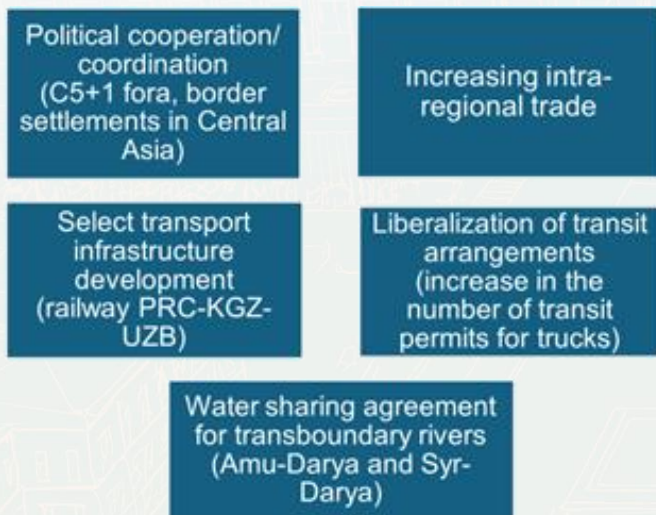 Political cooperation/
coordination
(C5+1 fora, border
settlements in Central
Asia)
Increasing intra-
regional trade
Select transport
infrastructure
development
(railway PRC-KGZ-
UZB)
Liberalization of transit
arrangements
(increase in the
number of transit
permits for trucks)
Water sharing agreement
for transboundary rivers
(Amu-Darya and Syr-
Darya)